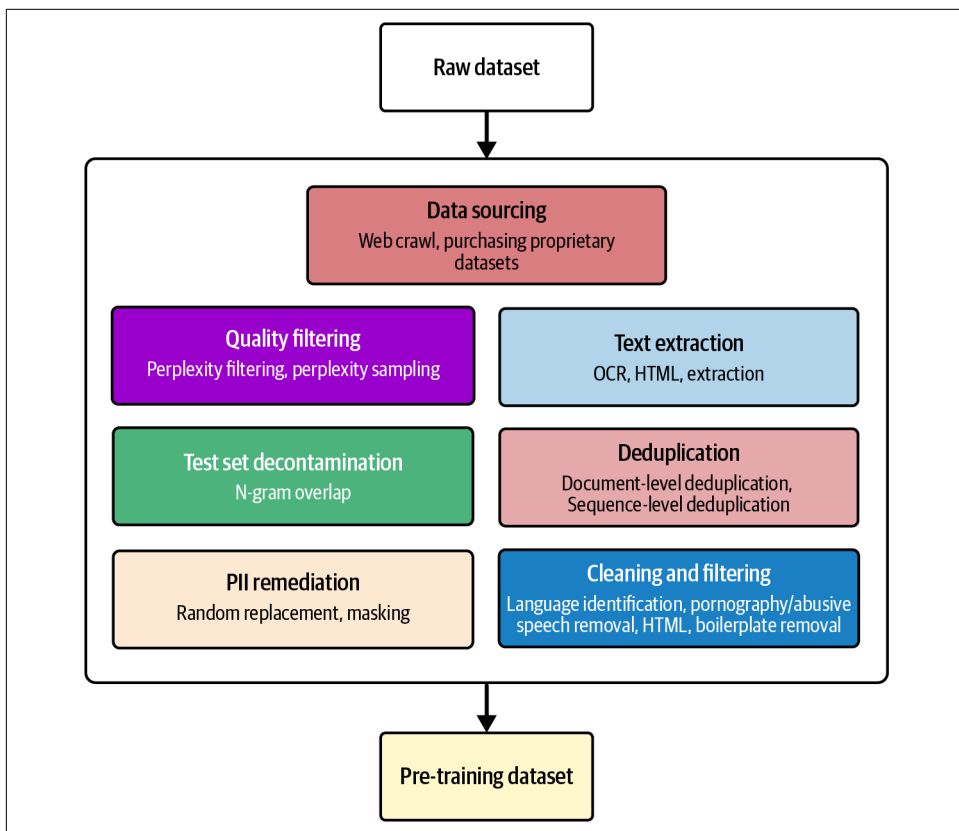 Raw dataset
Data sourcing
Web crawl, purchasing proprietary
datasets
Quality filtering
Perplexity filtering, perplexity sampling
Text extraction
OCR, HTML, extraction
Test set decontamination
N-gram overlap
Deduplication
Document-level deduplication,
Sequence-level deduplication
PII remediation
Random replacement, masking
Cleaning and filtering
Language identification, pornography/abusive
speech removal, HTML, boilerplate removal
Pre-training dataset